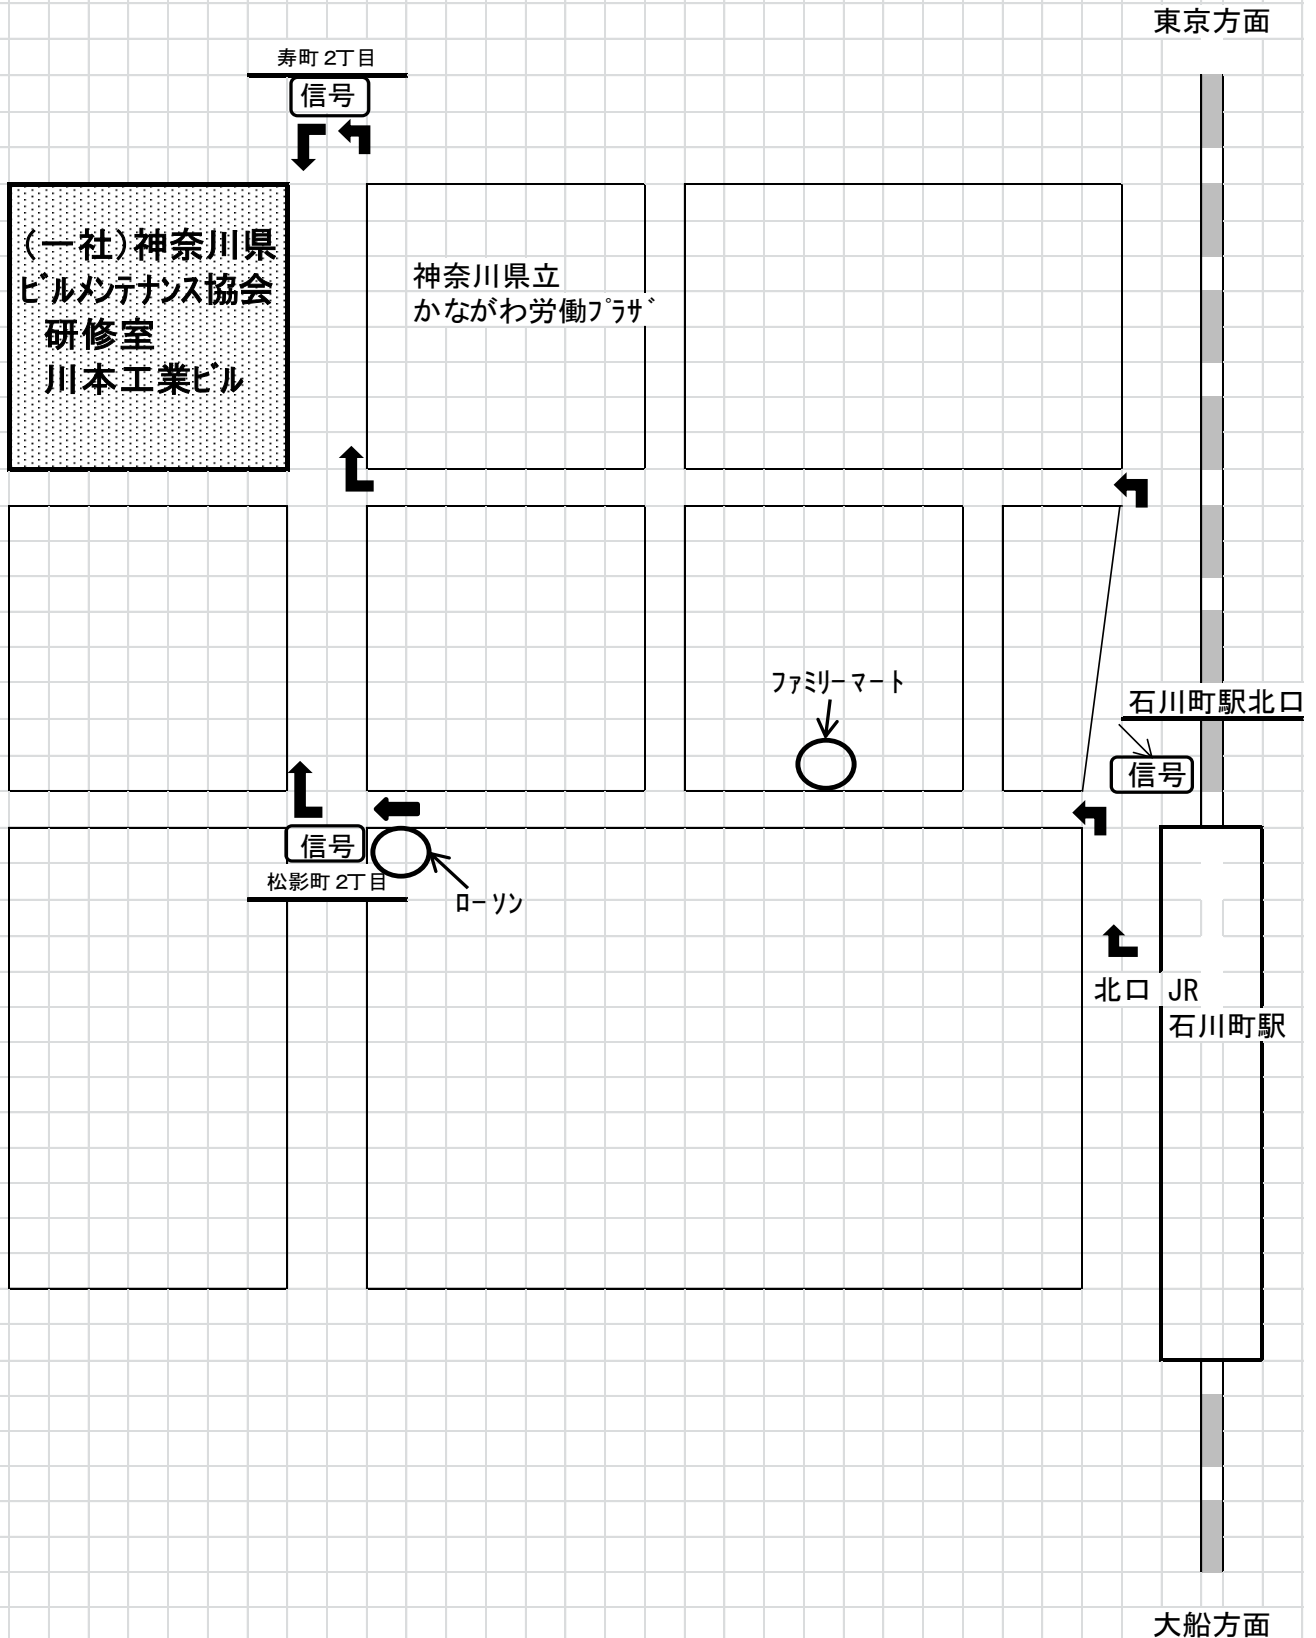 東京方面
寿町2丁目
信号
(一社)神奈川県
ﾋﾞﾙﾒﾝﾃﾅﾝｽ協会
研修室
川本工業ﾋﾞﾙ
神奈川県立
かながわ労働ﾌﾟﾗｻﾞ
ﾌｧﾐﾘｰﾏｰﾄ
石川町駅北口
信号
信号
松影町2丁目
ﾛｰｿﾝ
北口 JR
石川町駅
大船方面